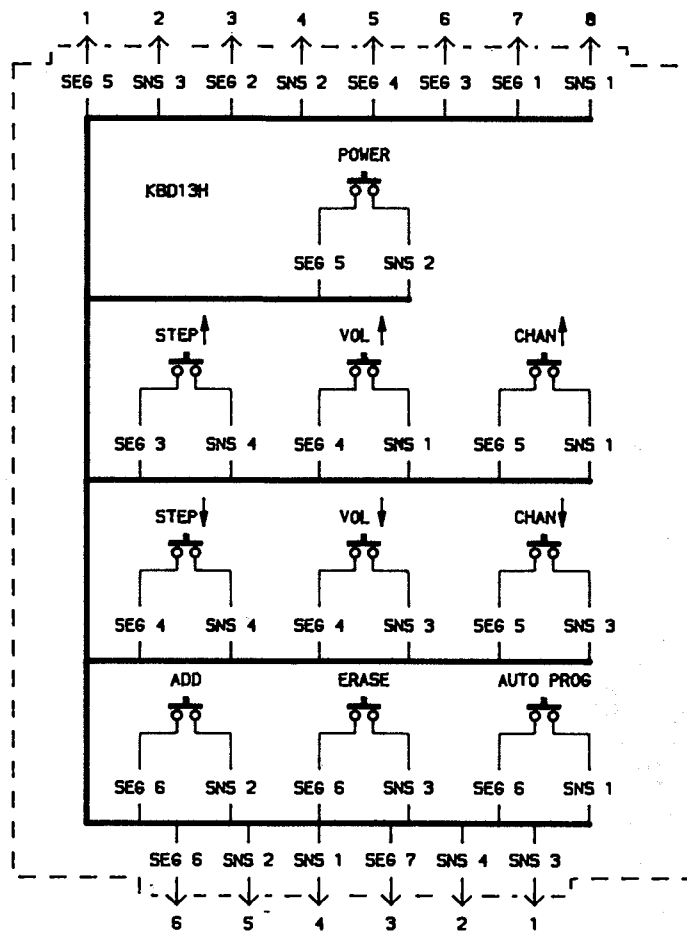 1 2 3 4 5 6 7 8
SEG 5 SNS 3 SEG 2 SNS 2 SEG 4 SEG 3 SEG 1 SNS 1
POWER
KBD13H
SEG 5 SNS 2
STEP VOL CHAN
SEG 3 SNS 4 SEG 4 SNS 1 SEG 5 SNS 1
STEP VOL CHAN
SEG 4 SNS 4 SEG 4 SNS 3 SEG 5 SNS 3
ADD ERASE AUTO PROG
SEG 6 SNS 2 SEG 6 SNS 3 SEG 6 SNS 1
SEG 6 SNS 2 SNS 1 SEG 7 SNS 4 SNS 3
6 5 4 3 2 1